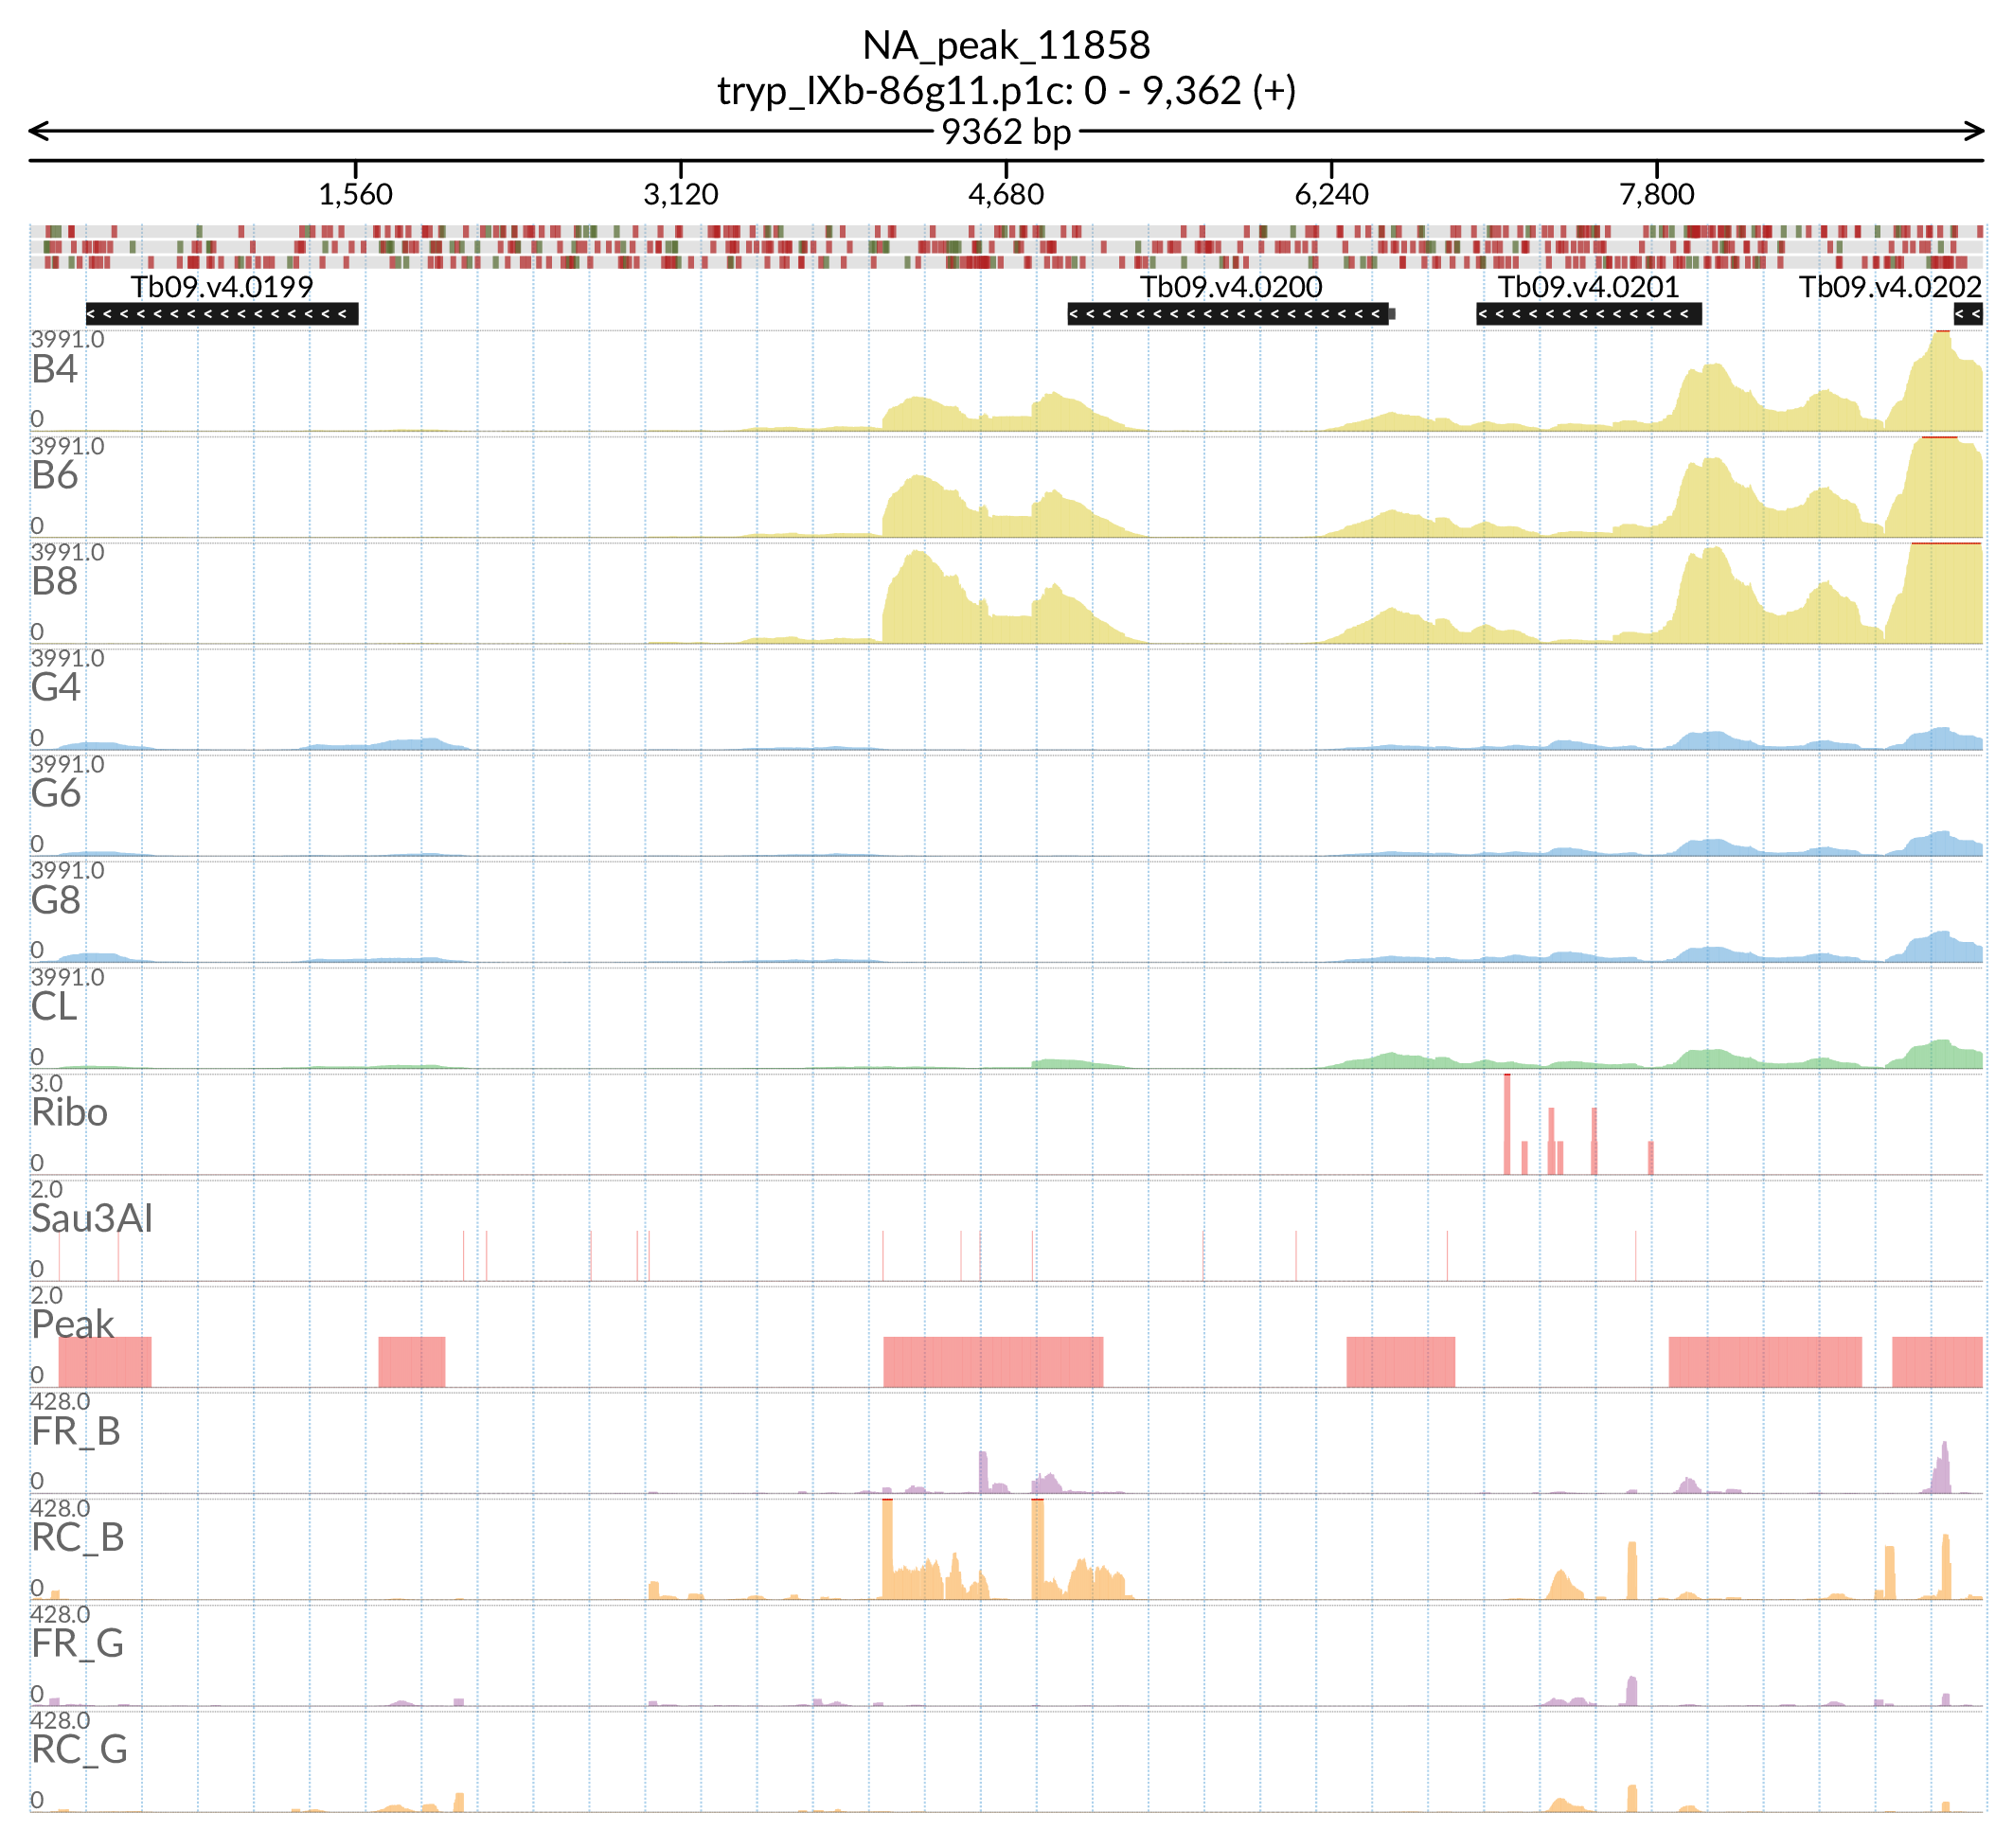 NA_peak_11858
tryp_IXb-86g11.p1c: 0 - 9,362 (+)
9362 bp
1,560 3,120 4,680 6,240 7,800
Tb09.v4.0199 Tb09.v4.0200 Tb09.v4.0201 Tb09.v4.0202
3991.0
B4
0
3991.0
B6
0
3991.0
B8
0
3991.0
G4
0
3991.0
G6
0
3991.0
G8
0
3991.0
CL
0
3.0
Ribo
0
2.0
Sau3AI
0
2.0
Peak
0
428.0
FR_B
0
428.0
RC_B
0
428.0
FR_G
0
428.0
RC_G
0